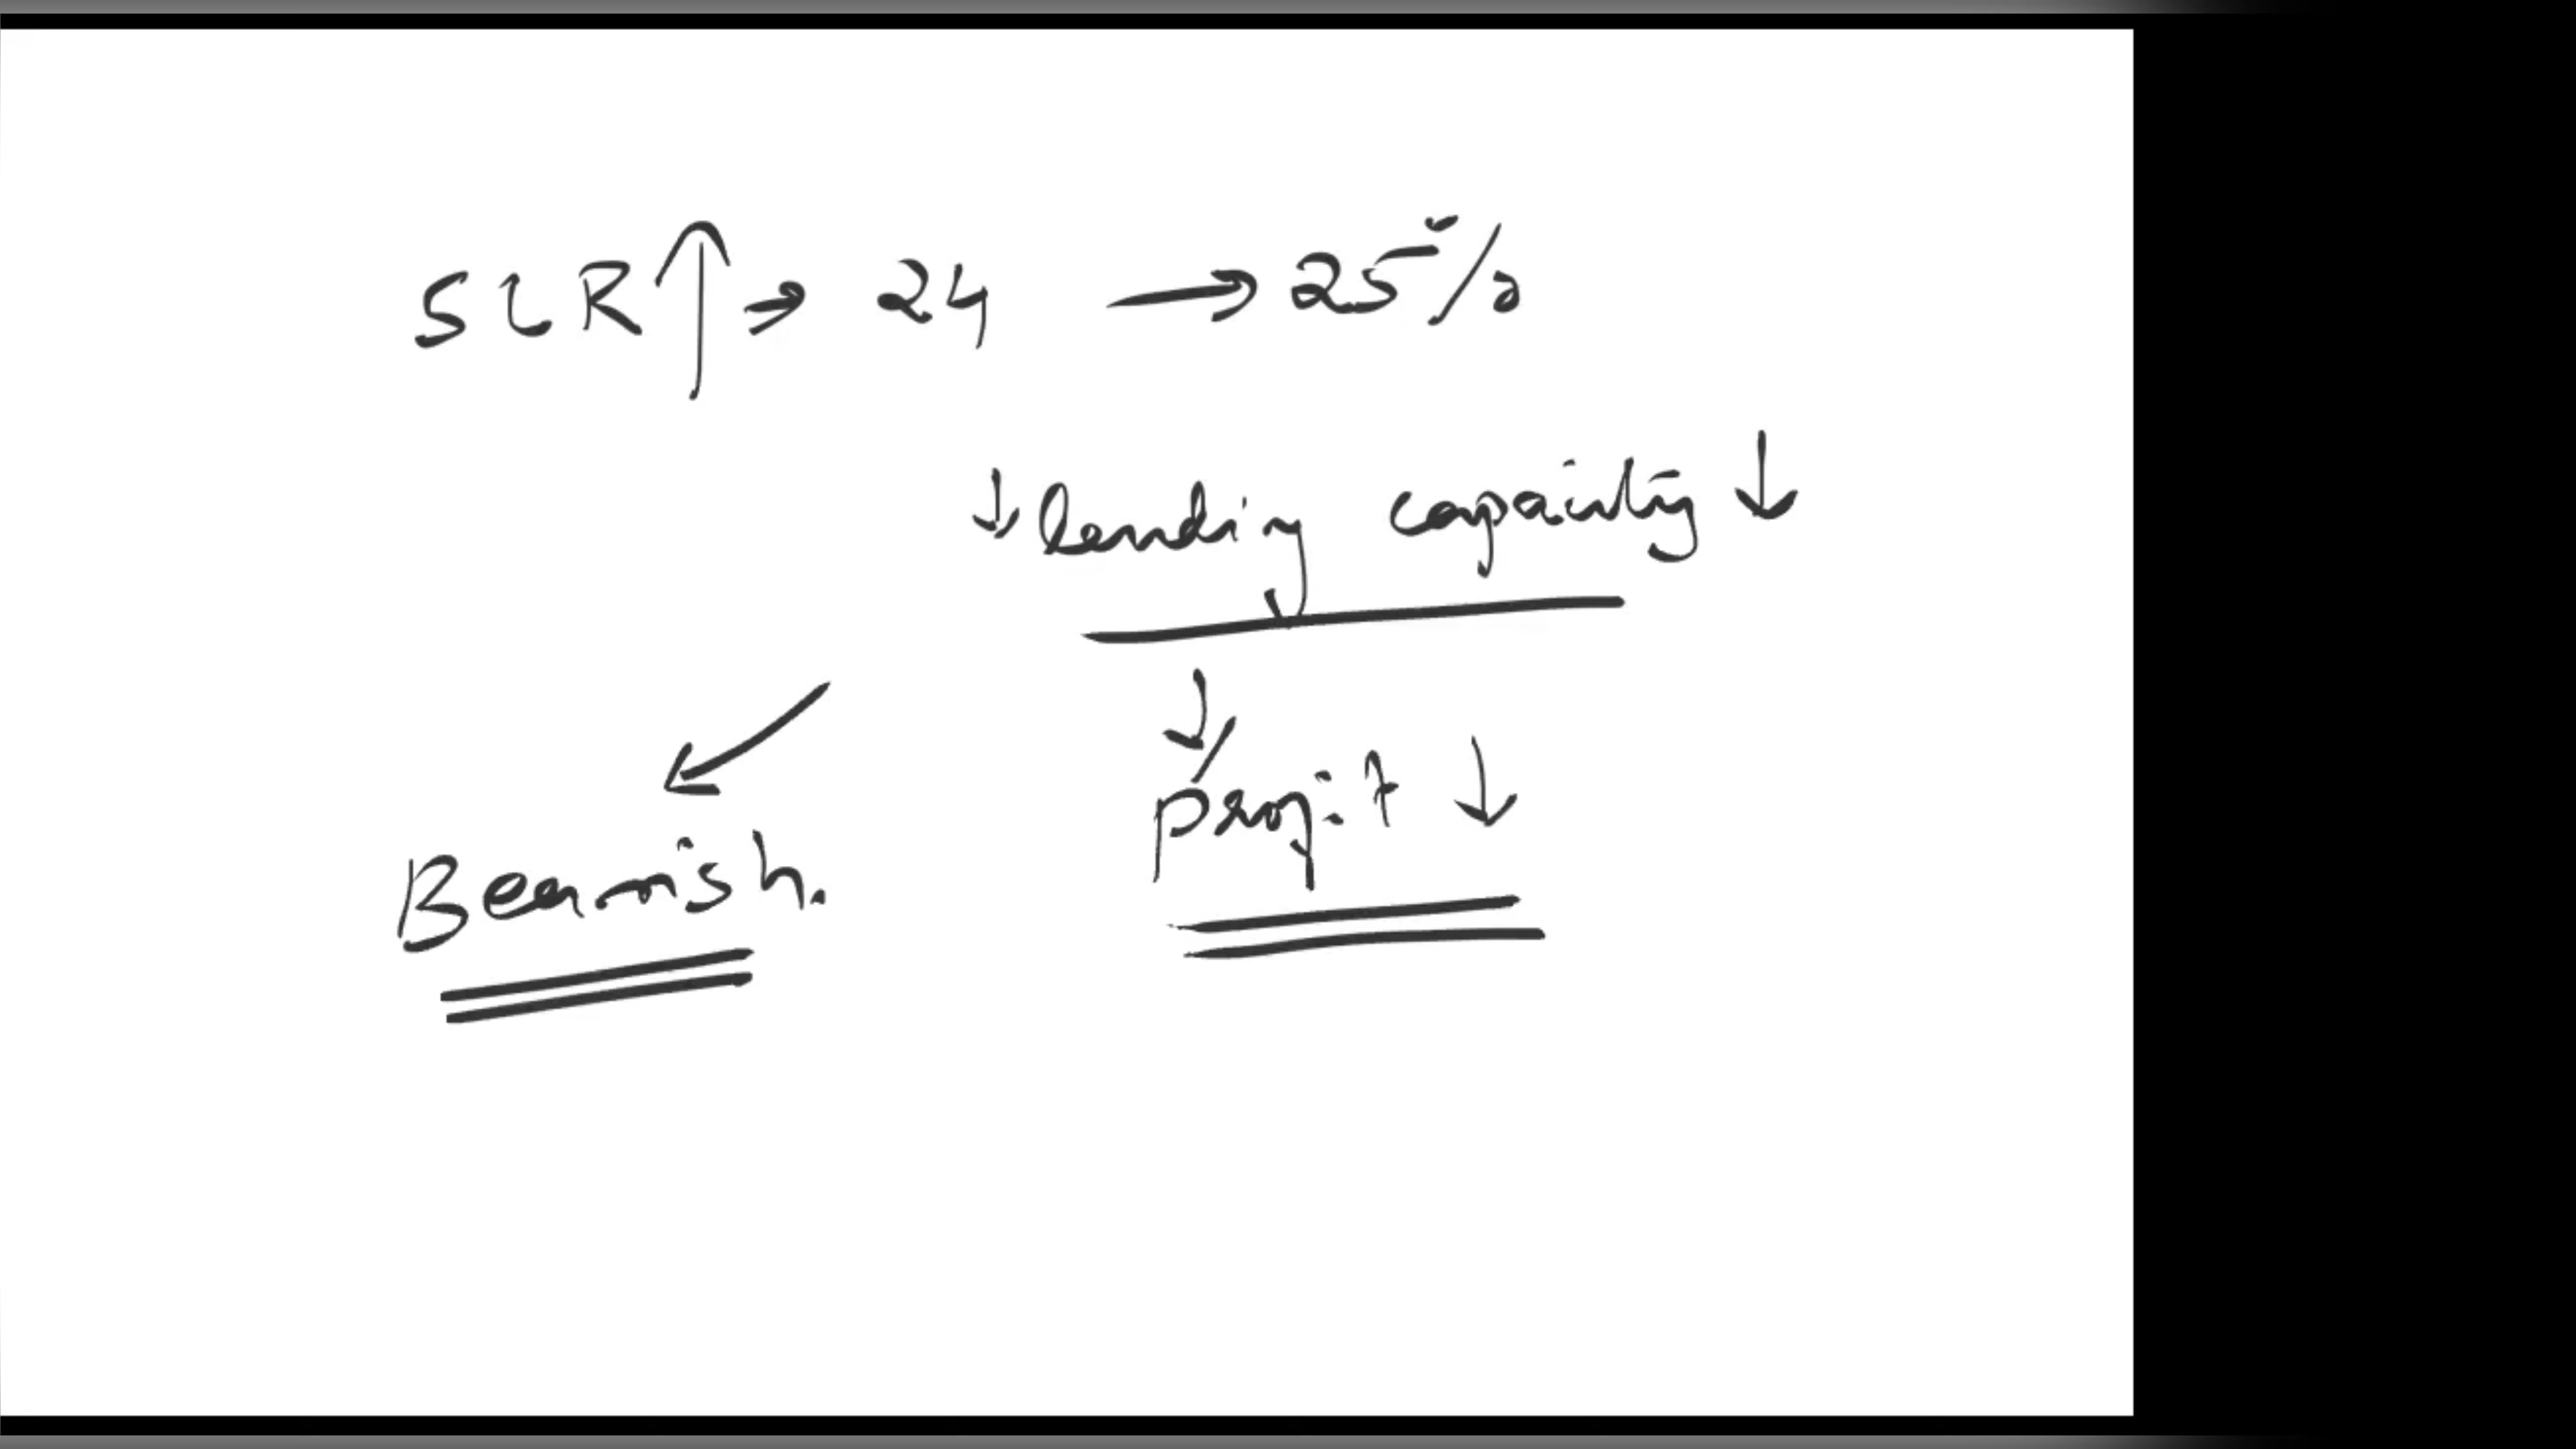 SLR ↑ → 24 → 25%
↓ lending capacity ↓
↓
profit ↓
Bearish.